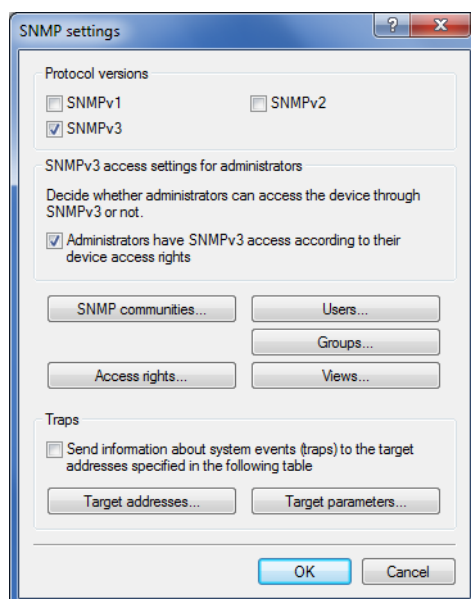 SNMP settings
Protocol versions
SNMPv1
SNMPv2
SNMPv3
SNMPv3 access settings for administrators
Decide whether administrators can access the device through
SNMPv3 or not.
Administrators have SNMPv3 access according to their
device access rights
SNMP communities...
Users...
Groups...
Access rights...
Views...
Traps
Send information about system events (traps) to the target
addresses specified in the following table
Target addresses...
Target parameters...
OK
Cancel